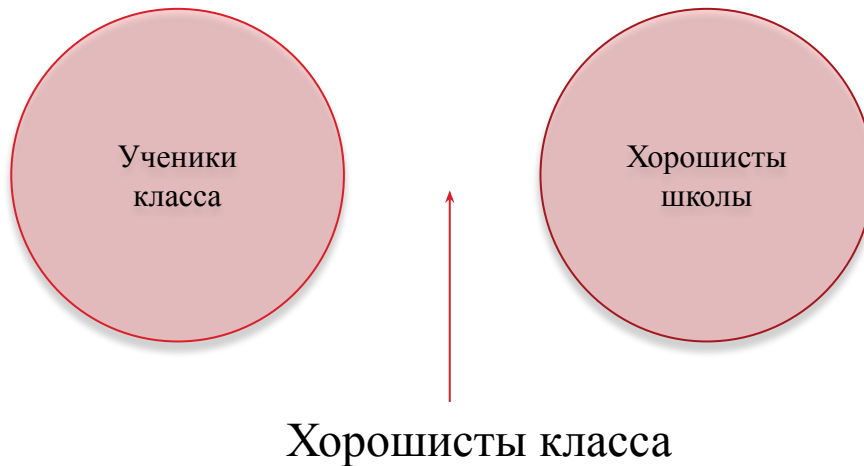 Ученики
класса
Хорошисты
школы
Хорошисты класса